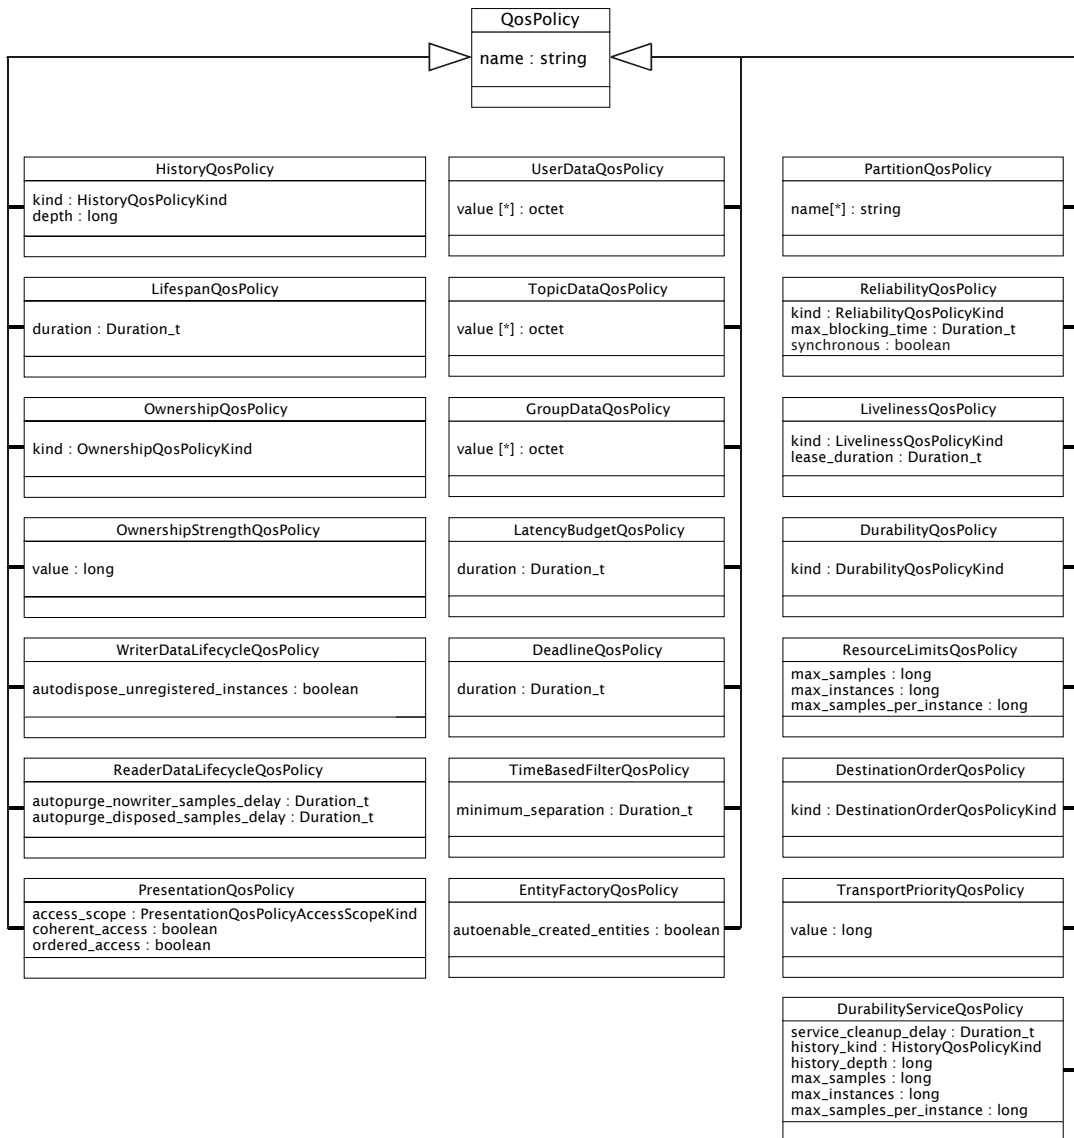 QosPolicy
name : string
HistoryQosPolicy
kind : HistoryQosPolicyKind
depth : long
LifespanQosPolicy
duration : Duration_t
OwnershipQosPolicy
kind : OwnershipQosPolicyKind
OwnershipStrengthQosPolicy
value : long
WriterDataLifecycleQosPolicy
autodispose_unregistered_instances : boolean
ReaderDataLifecycleQosPolicy
autopurge_nowriter_samples_delay : Duration_t
autopurge_disposed_samples_delay : Duration_t
PresentationQosPolicy
access_scope : PresentationQosPolicyAccessScopeKind
coherent_access : boolean
ordered_access : boolean
UserDataQosPolicy
value [*] : octet
TopicDataQosPolicy
value [*] : octet
GroupDataQosPolicy
value [*] : octet
LatencyBudgetQosPolicy
duration : Duration_t
DeadlineQosPolicy
duration : Duration_t
TimeBasedFilterQosPolicy
minimum_separation : Duration_t
EntityFactoryQosPolicy
autoenable_created_entities : boolean
PartitionQosPolicy
name[*] : string
ReliabilityQosPolicy
kind : ReliabilityQosPolicyKind
max_blocking_time : Duration_t
synchronous : boolean
LivelinessQosPolicy
kind : LivelinessQosPolicyKind
lease_duration : Duration_t
DurabilityQosPolicy
kind : DurabilityQosPolicyKind
ResourceLimitsQosPolicy
max_samples : long
max_instances : long
max_samples_per_instance : long
DestinationOrderQosPolicy
kind : DestinationOrderQosPolicyKind
TransportPriorityQosPolicy
value : long
DurabilityServiceQosPolicy
service_cleanup_delay : Duration_t
history_kind : HistoryQosPolicyKind
history_depth : long
max_samples : long
max_instances : long
max_samples_per_instance : long